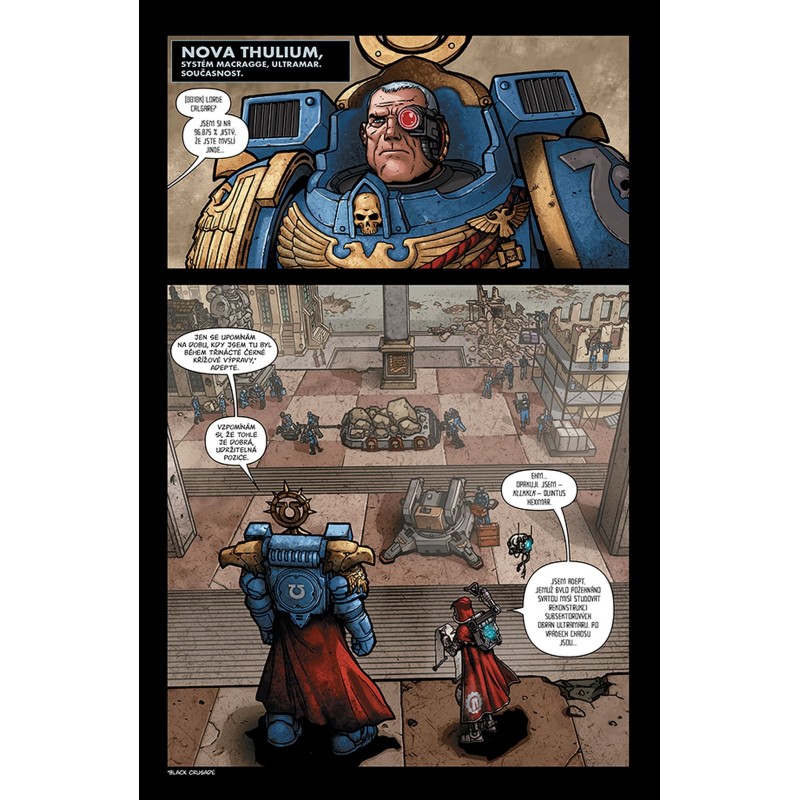 NOVA THULIUM,
SYSTÉM MACRAGGE, ULTRAMAR.
SOUČASNOST.
[0018K] LORDE
CALGARE?
JSEM SI NA
96.875 % JISTÝ,
ŽE JSTE MYSLÍ
JINDE...
JEN SE UPOMÍNÁM
NA DOBU, KDY JSEM TU BYL
BĚHEM TŘINÁCTÉ ČERNÉ
KŘÍŽOVÉ VÝPRAVY,*
ADEPTE.
VZPOMÍNÁM
SI, ŽE TOHLE
JE DOBRÁ,
UDRŽITELNÁ
POZICE.
EHM...
OPAKUJI. JSEM –
KLLKKLK – QUINTUS
HEXIMAR.
JSEM ADEPT,
JEMUŽ BYLO POŽEHNÁNO
SVATOU MISÍ STUDOVAT
REKONSTRUKCI
SUBSEKTOROVÝCH
OBRAN ULTRAMARU. PO
VPÁDECH CHAOSU
JSOU...
*BLACK CRUSADE